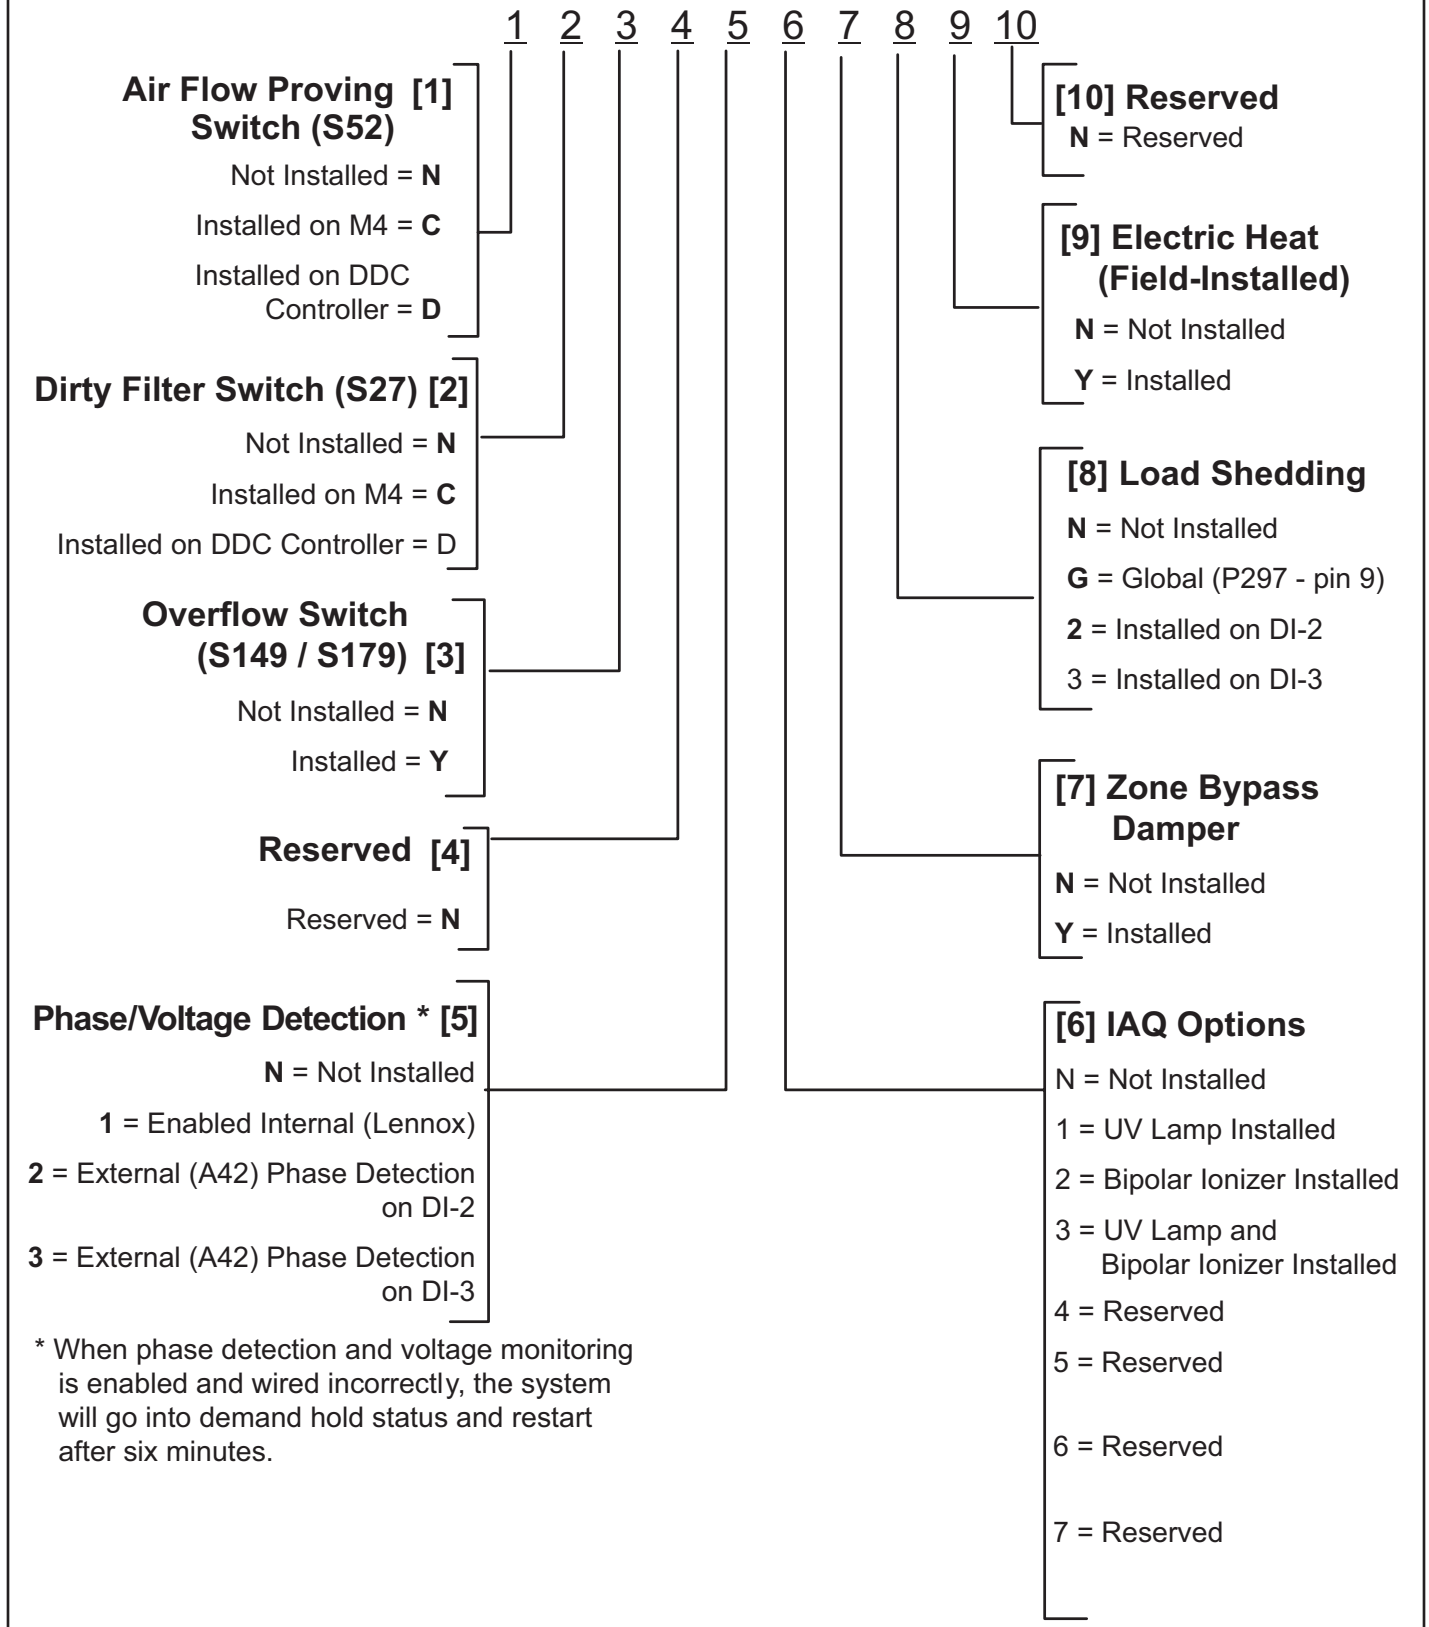 1 2 3 4 5 6 7 8 9 10
Air Flow Proving [1]
Switch (S52)
Not Installed = N
Installed on M4 = C
Installed on DDC
Controller = D
Dirty Filter Switch (S27) [2]
Not Installed = N
Installed on M4 = C
Installed on DDC Controller = D
Overflow Switch
(S149 / S179) [3]
Not Installed = N
Installed = Y
Reserved [4]
Reserved = N
Phase/Voltage Detection * [5]
N = Not Installed
1 = Enabled Internal (Lennox)
2 = External (A42) Phase Detection
on DI-2
3 = External (A42) Phase Detection
on DI-3
* When phase detection and voltage monitoring
is enabled and wired incorrectly, the system
will go into demand hold status and restart
after six minutes.
[10] Reserved
N = Reserved
[9] Electric Heat
(Field-Installed)
N = Not Installed
Y = Installed
[8] Load Shedding
N = Not Installed
G = Global (P297 - pin 9)
2 = Installed on DI-2
3 = Installed on DI-3
[7] Zone Bypass
Damper
N = Not Installed
Y = Installed
[6] IAQ Options
N = Not Installed
1 = UV Lamp Installed
2 = Bipolar Ionizer Installed
3 = UV Lamp and
Bipolar Ionizer Installed
4 = Reserved
5 = Reserved
6 = Reserved
7 = Reserved